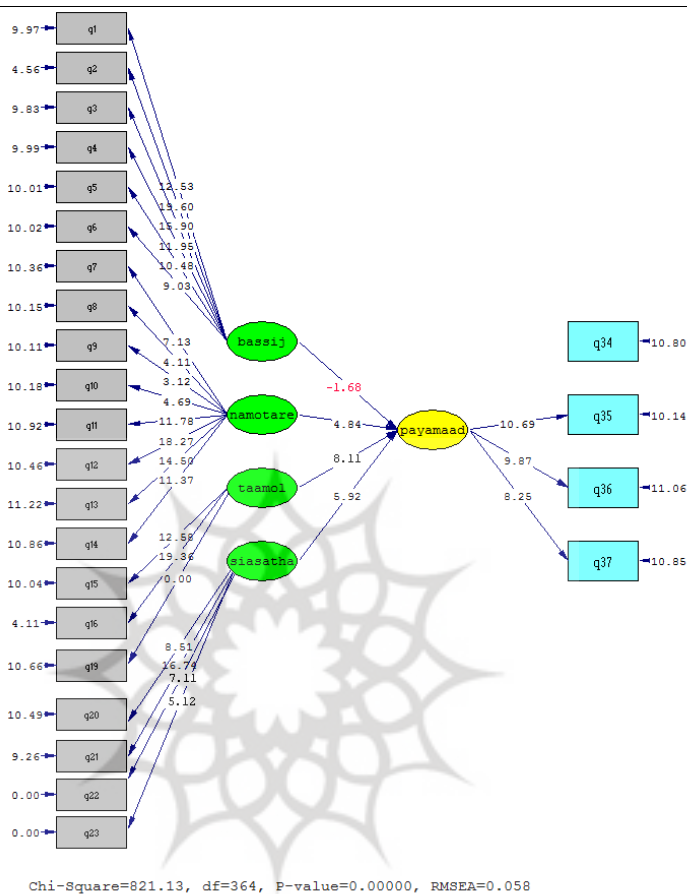 9.97 q1
4.56 q2
9.83 q3
9.99 q4
10.01 q5
10.02 q6
10.36 q7
10.15 q8
10.11 q9
10.18 q10
10.92 q11
10.46 q12
11.22 q13
10.86 q14
10.04 q15
4.11 q16
10.66 q19
10.49 q20
9.26 q21
0.00 q22
0.00 q23
12.53
19.60
15.90
11.95
10.48
9.03
7.13
4.11
3.12
4.69
11.78
18.27
14.50
11.37
12.58
19.36
0.00
8.51
16.74
7.11
5.12
bassij
namotare
taamol
siasatha
-1.68
4.84
8.11
5.92
payamaad
10.69
9.87
8.25
q34 10.80
q35 10.14
q36 11.06
q37 10.85
Chi-Square=821.13, df=364, P-value=0.00000, RMSEA=0.058